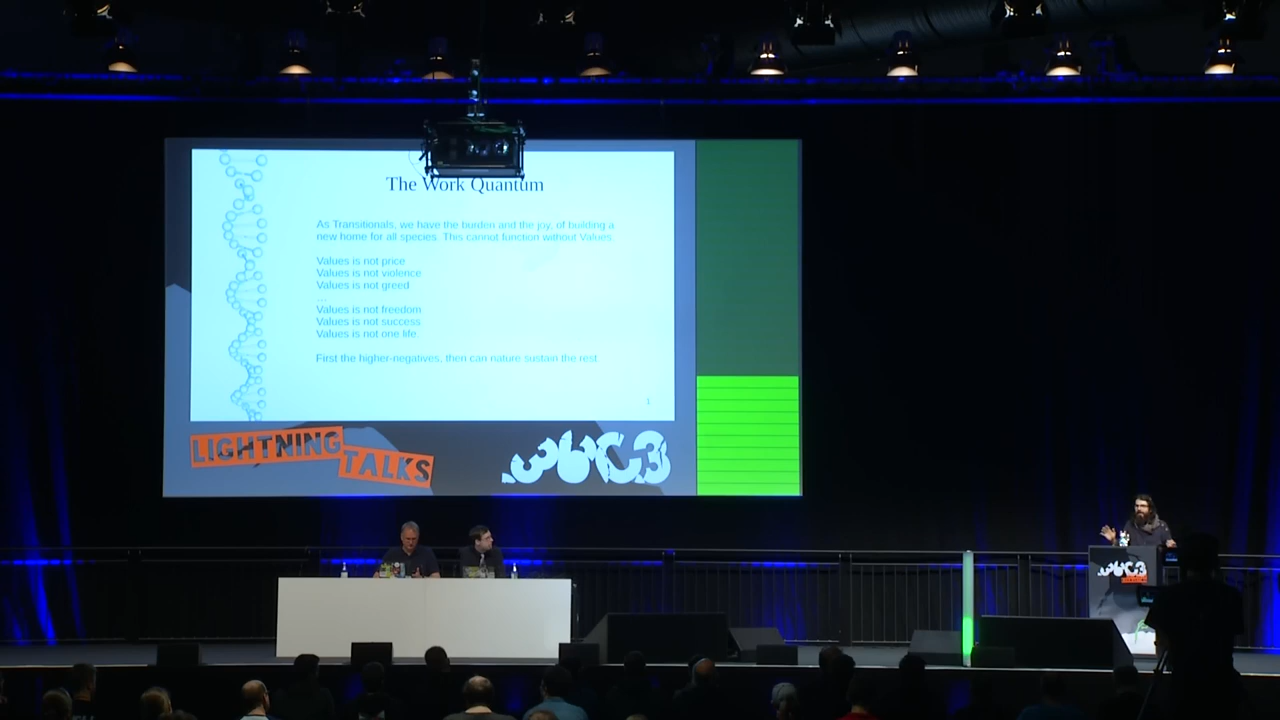 The Work Quantum
As Transitionals, we have the burden and the joy, of building a
new home for all species. This cannot function without Values.
Values is not price
Values is not violence
Values is not greed
...
Values is not freedom
Values is not success
Values is not one life.
First the higher-negatives, then can nature sustain the rest.
1
LIGHTNING
TALKS
36C3
36C3